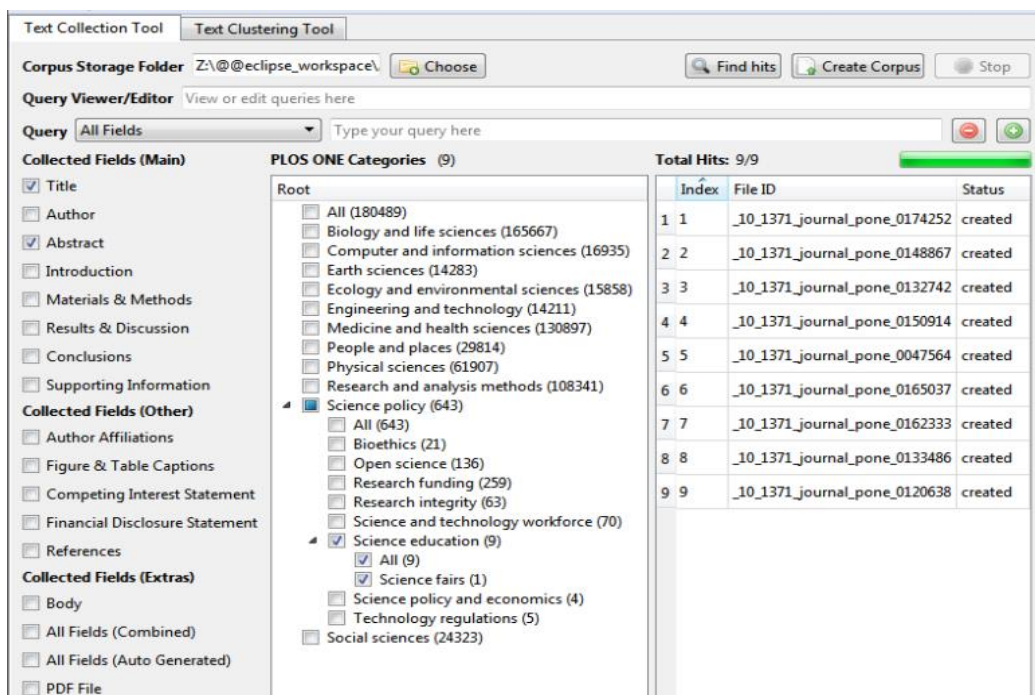 Text Collection Tool
Text Clustering Tool
Corpus Storage Folder Z:\@@eclipse_workspace\ Choose Find hits Create Corpus Stop
Query Viewer/Editor View or edit queries here
Query All Fields Type your query here
Collected Fields (Main)
Title
Author
Abstract
Introduction
Materials & Methods
Results & Discussion
Conclusions
Supporting Information
Collected Fields (Other)
Author Affiliations
Figure & Table Captions
Competing Interest Statement
Financial Disclosure Statement
References
Collected Fields (Extras)
Body
All Fields (Combined)
All Fields (Auto Generated)
PDF File
PLOS ONE Categories (9)
Root
All (180489)
Biology and life sciences (165667)
Computer and information sciences (16935)
Earth sciences (14283)
Ecology and environmental sciences (15858)
Engineering and technology (14211)
Medicine and health sciences (130897)
People and places (29814)
Physical sciences (61907)
Research and analysis methods (108341)
Science policy (643)
All (643)
Bioethics (21)
Open science (136)
Research funding (259)
Research integrity (63)
Science and technology workforce (70)
Science education (9)
All (9)
Science fairs (1)
Science policy and economics (4)
Technology regulations (5)
Social sciences (24323)
Total Hits: 9/9
Index File ID Status
1 1 _10_1371_journal_pone_0174252 created
2 2 _10_1371_journal_pone_0148867 created
3 3 _10_1371_journal_pone_0132742 created
4 4 _10_1371_journal_pone_0150914 created
5 5 _10_1371_journal_pone_0047564 created
6 6 _10_1371_journal_pone_0165037 created
7 7 _10_1371_journal_pone_0162333 created
8 8 _10_1371_journal_pone_0133486 created
9 9 _10_1371_journal_pone_0120638 created